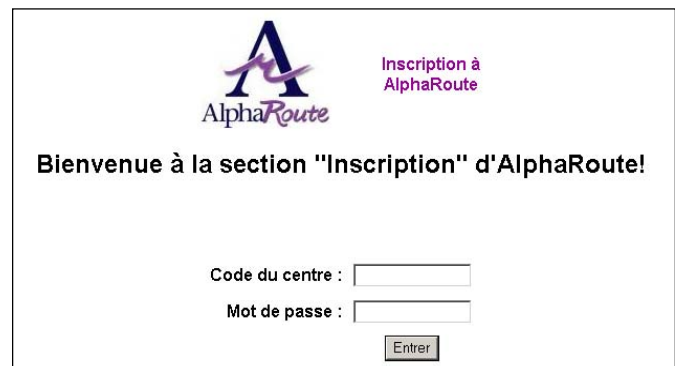 Inscription à
AlphaRoute
AlphaRoute
Bienvenue à la section "Inscription" d'AlphaRoute!
Code du centre :
Mot de passe :
Entrer